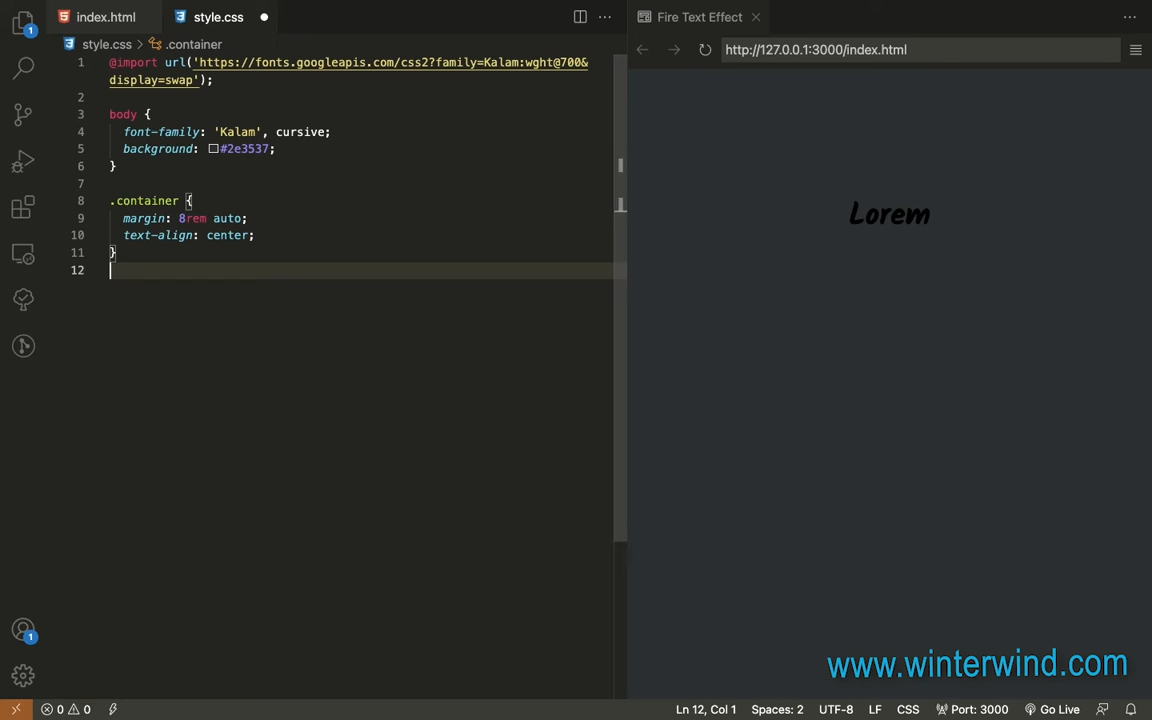 index.html
style.css
Fire Text Effect
style.css > .container
http://127.0.0.1:3000/index.html
1 @import url('https://fonts.googleapis.com/css2?family=Kalam:wght@700&
display=swap');
2
3 body {
4 font-family: 'Kalam', cursive;
5 background: #2e3537;
6 }
7
8 .container {
9 margin: 8rem auto;
10 text-align: center;
11 }
12
Lorem
1
1
www.winterwind.com
0 0
Ln 12, Col 1
Spaces: 2
UTF-8
LF
CSS
Port: 3000
Go Live